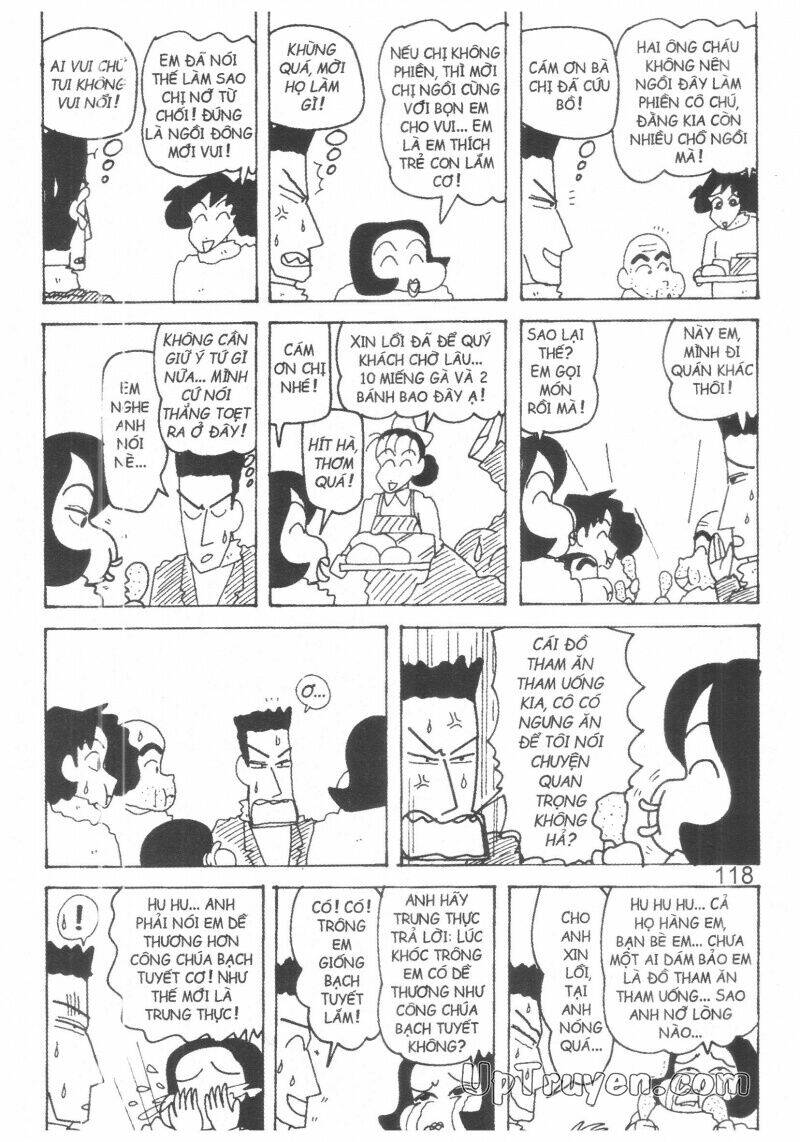 HAI ÔNG CHÁU
KHÔNG NÊN
NGỒI ĐÂY LÀM
PHIỀN CÔ CHÚ,
ĐẰNG KIA CÒN
NHIỀU CHỖ NGỒI
MÀ!
CÁM ƠN BÀ
CHỊ ĐÃ CỨU
BỒ!
NẾU CHỊ KHÔNG
PHIỀN, THÌ MỜI
CHỊ NGỒI CÙNG
VỚI BỌN EM
CHO VUI... EM
LÀ EM THÍCH
TRẺ CON LẮM
CƠ!
KHÙNG
QUÁ, MỜI
HỌ LÀM
GÌ!
EM ĐÃ NÓI
THẾ LÀM SAO
CHỊ NỠ TỪ
CHỐI! ĐÚNG
LÀ NGỒI ĐÔNG
MỚI VUI!
AI VUI CHỨ
TUI KHÔNG
VUI NỔI!
NÀY EM,
MÌNH ĐI
QUÁN KHÁC
THÔI!
SAO LẠI
THẾ?
EM GỌI
MÓN
RỒI MÀ!
XIN LỖI ĐÃ ĐỂ QUÝ
KHÁCH CHỜ LÂU...
10 MIẾNG GÀ VÀ 2
BÁNH BAO ĐÂY Ạ!
CÁM
ƠN CHỊ
NHÉ!
HÍT HÀ,
THƠM
QUÁ!
KHÔNG CẦN
GIỮ Ý TỨ GÌ
NỮA... MÌNH
CỨ NÓI
THẲNG TOẸT
RA Ở ĐÂY!
EM
NGHE
ANH
NÓI
NÈ...
CÁI ĐỒ
THAM ĂN
THAM UỐNG
KIA, CÔ CÓ
NGƯNG ĂN
ĐỂ TÔI NÓI
CHUYỆN
QUAN
TRỌNG
KHÔNG
HẢ?
Ơ...
118
HU HU HU... CẢ
HỌ HÀNG EM,
BẠN BÈ EM... CHƯA
MỘT AI DÁM BẢO EM
LÀ ĐỒ THAM ĂN
THAM UỐNG... SAO
ANH NỠ LÒNG
NÀO...
CHO
ANH
XIN
LỖI,
TẠI
ANH
NÓNG
QUÁ...
ANH HÃY
TRUNG THỰC
TRẢ LỜI: LÚC
KHÓC TRÔNG
EM CÓ DỄ
THƯƠNG NHƯ
CÔNG CHÚA
BẠCH TUYẾT
KHÔNG?
CÓ! CÓ!
TRÔNG
EM
GIỐNG
BẠCH
TUYẾT
LẮM!
HU HU... ANH
PHẢI NÓI EM DỄ
THƯƠNG HƠN
CÔNG CHÚA BẠCH
TUYẾT CƠ! NHƯ
THẾ MỚI LÀ
TRUNG THỰC!
!
UpTruyen.com